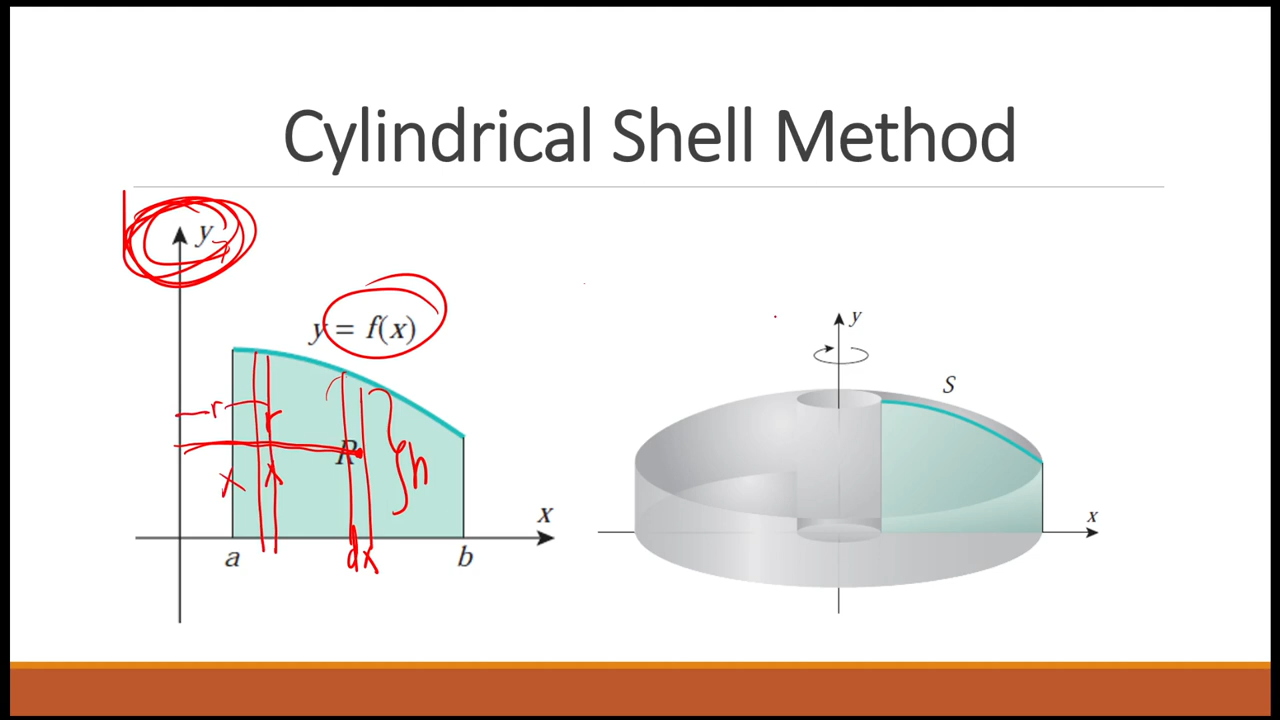 Cylindrical Shell Method
y
y = f(x)
r
r
R
h
x
x
x
a
dx
b
y
S
x